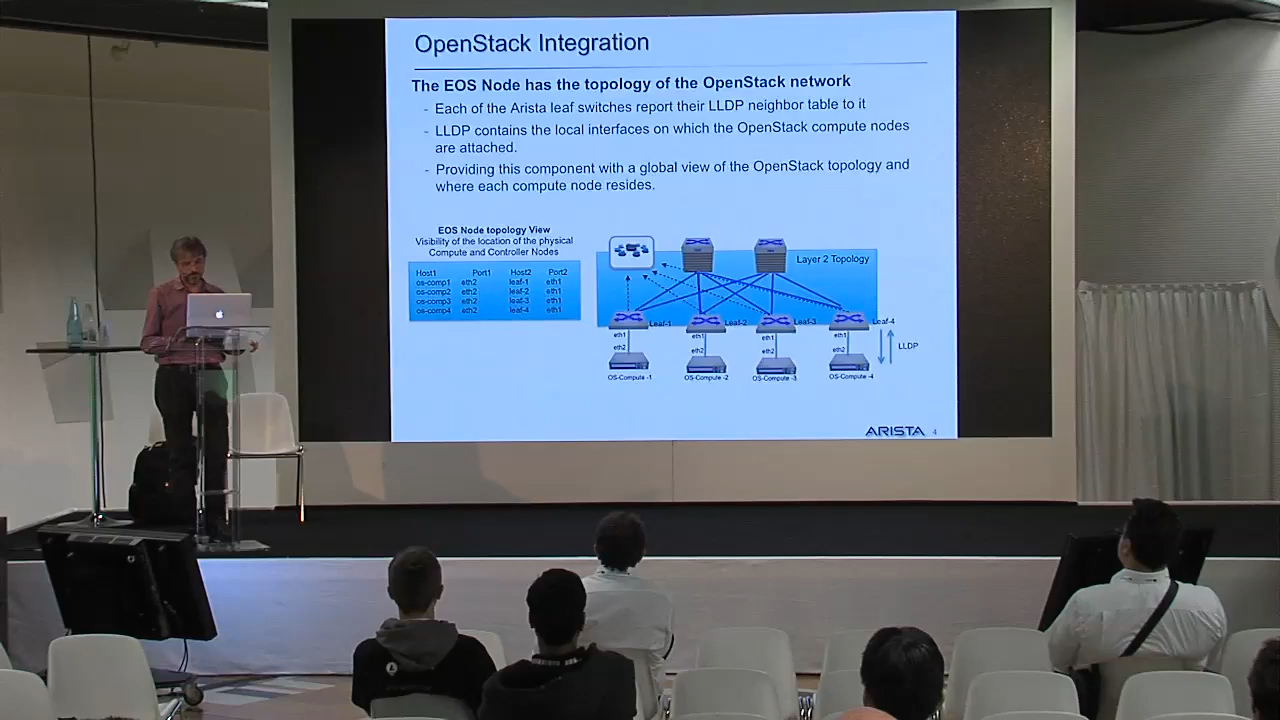 OpenStack Integration
The EOS Node has the topology of the OpenStack network
- Each of the Arista leaf switches report their LLDP neighbor table to it
- LLDP contains the local interfaces on which the OpenStack compute nodes
are attached.
- Providing this component with a global view of the OpenStack topology and
where each compute node resides.
EOS Node topology View
Visibility of the location of the physical
Compute and Controller Nodes
Host1 Port1 Host2 Port2
os-comp1 eth2 leaf-1 eth1
os-comp2 eth2 leaf-2 eth1
os-comp3 eth2 leaf-3 eth1
os-comp4 eth2 leaf-4 eth1
Layer 2 Topology
Leaf-1 Leaf-2 Leaf-3 Leaf-4
eth1 eth1 eth1 eth1
LLDP
eth2 eth2 eth2 eth2
OS-Compute -1 OS-Compute -2 OS-Compute -3 OS-Compute -4
ARISTA 4